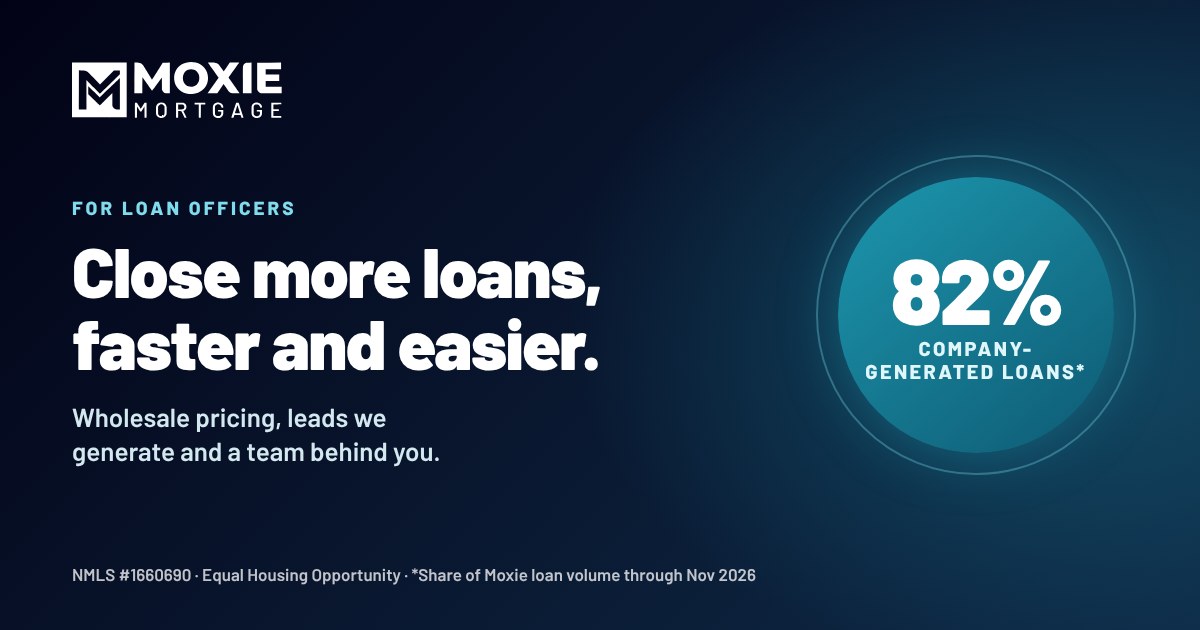 MOXIE
MORTGAGE
FOR LOAN OFFICERS
Close more loans,
faster and easier.
Wholesale pricing, leads we
generate and a team behind you.
82%
COMPANY-
GENERATED LOANS*
NMLS #1660690 · Equal Housing Opportunity · *Share of Moxie loan volume through Nov 2026